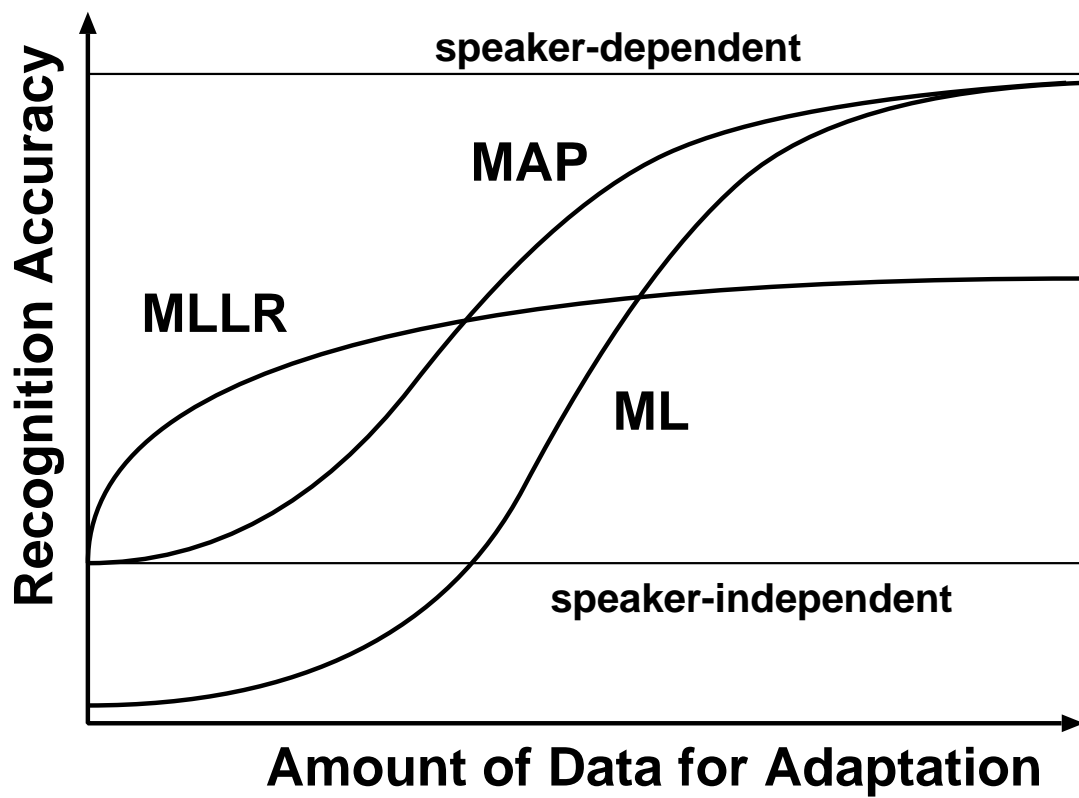 speaker-dependent
MAP
MLLR
ML
speaker-independent
Recognition Accuracy
Amount of Data for Adaptation